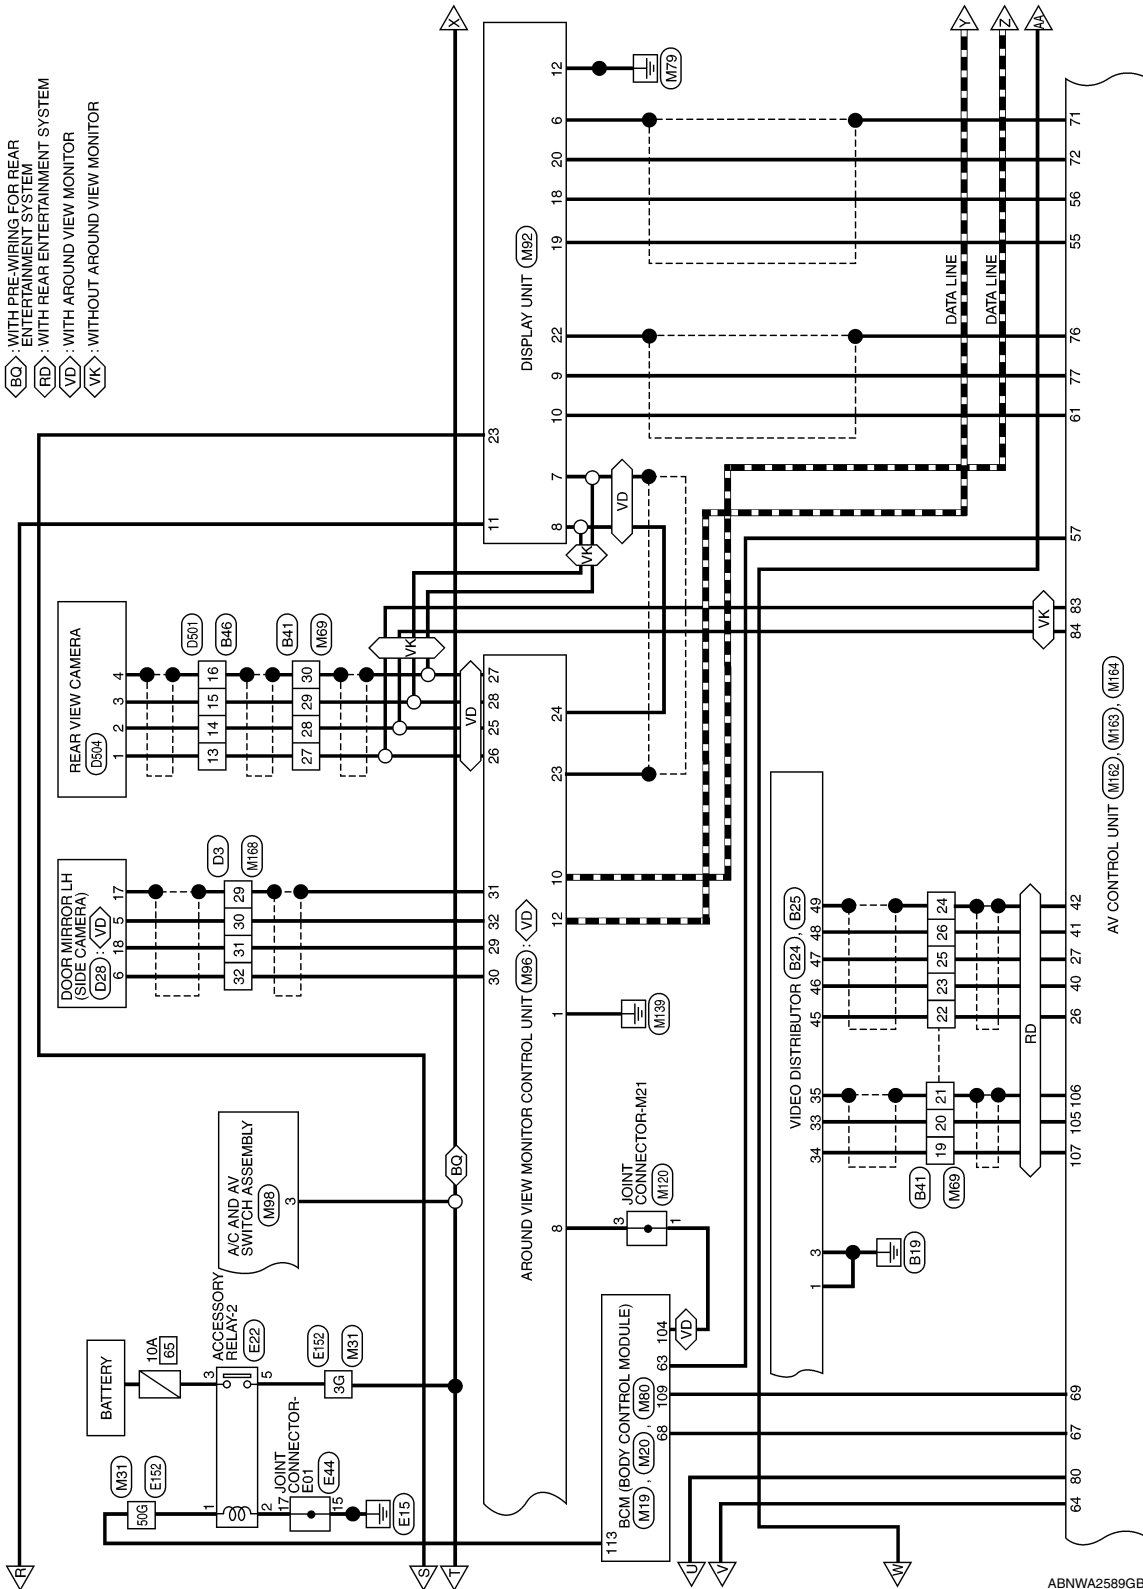 BQ : WITH PRE-WIRING FOR REAR
ENTERTAINMENT SYSTEM
RD : WITH REAR ENTERTAINMENT SYSTEM
VD : WITH AROUND VIEW MONITOR
VK : WITHOUT AROUND VIEW MONITOR
R
S
T
X
BATTERY
10A
65
M31
E152
50G
ACCESSORY
RELAY-2
E22
1
2
3
5
E152
M31
3G
17
JOINT
CONNECTOR-
E01
E44
15
E15
A/C AND AV
SWITCH ASSEMBLY
M98
3
BQ
DOOR MIRROR LH
(SIDE CAMERA)
D28 : VD
6 18 5 17
D3
M168
32 31 30 29
30 29 32 31
REAR VIEW CAMERA
D504
1 2 3 4
D501
B46
13 14 15 16
B41
M69
27 28 29 30
VK
VD
26 25 28 27
11 23
DISPLAY UNIT M92
8 7 10 9 22 19 18 20 6 12
M79
VK
VD
AROUND VIEW MONITOR CONTROL UNIT M96 : VD
8 1 12 10 23 24
M139
JOINT
CONNECTOR-M21
M120
3
1
113
BCM (BODY CONTROL MODULE)
M19 , M20 , M80
68 109 63 104
VD
VIDEO DISTRIBUTOR B24 , B25
1 3 34 33 35 45 46 47 48 49
B19
B41
M69
19 20 21 22 23 25 26 24
RD
DATA LINE
DATA LINE
Y
Z
AA
U
V
W
VK
64 80 67 69 107 105 106 26 40 27 41 42 84 83 57 61 77 76 55 56 72 71
AV CONTROL UNIT M162 , M163 , M164
ABNWA2589GB